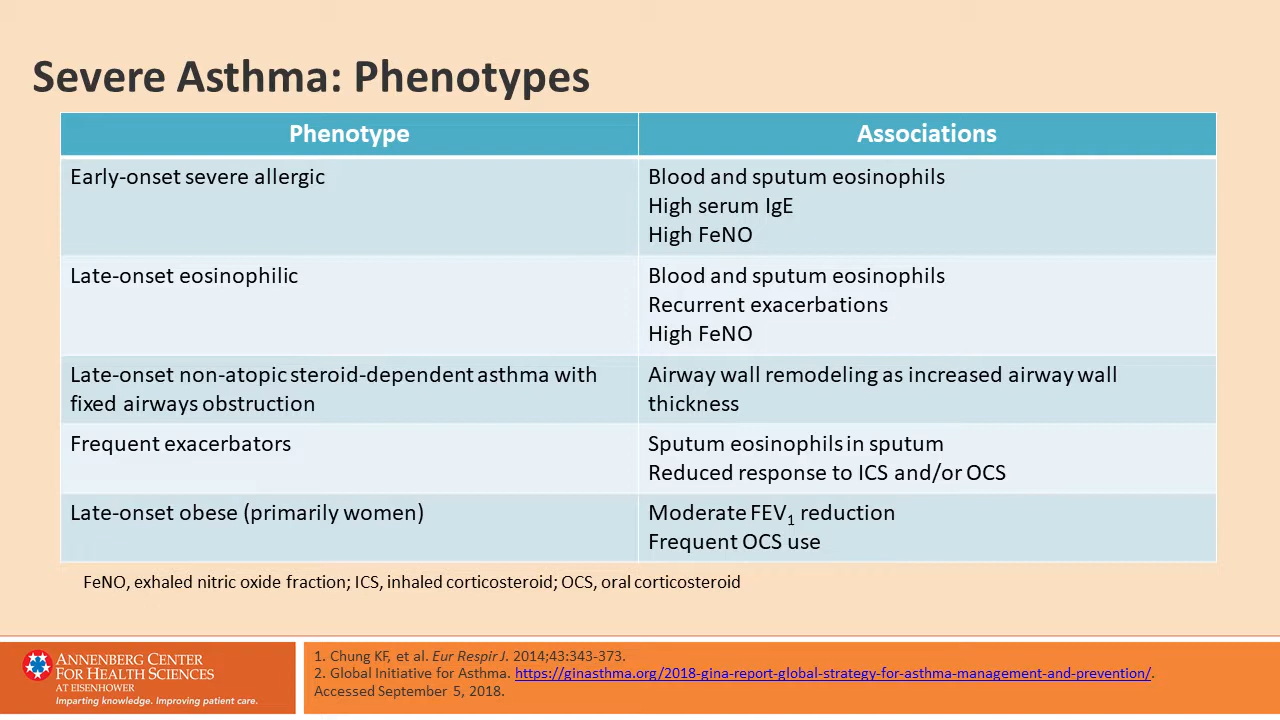 Severe Asthma: Phenotypes
Phenotype
Associations
Early-onset severe allergic
Blood and sputum eosinophils
High serum IgE
High FeNO
Late-onset eosinophilic
Blood and sputum eosinophils
Recurrent exacerbations
High FeNO
Late-onset non-atopic steroid-dependent asthma with
fixed airways obstruction
Airway wall remodeling as increased airway wall
thickness
Frequent exacerbators
Sputum eosinophils in sputum
Reduced response to ICS and/or OCS
Late-onset obese (primarily women)
Moderate FEV1 reduction
Frequent OCS use
FeNO, exhaled nitric oxide fraction; ICS, inhaled corticosteroid; OCS, oral corticosteroid
ANNENBERG CENTER
FOR HEALTH SCIENCES
AT EISENHOWER
Imparting knowledge. Improving patient care.
1. Chung KF, et al. Eur Respir J. 2014;43:343-373.
2. Global Initiative for Asthma. https://ginasthma.org/2018-gina-report-global-strategy-for-asthma-management-and-prevention/.
Accessed September 5, 2018.